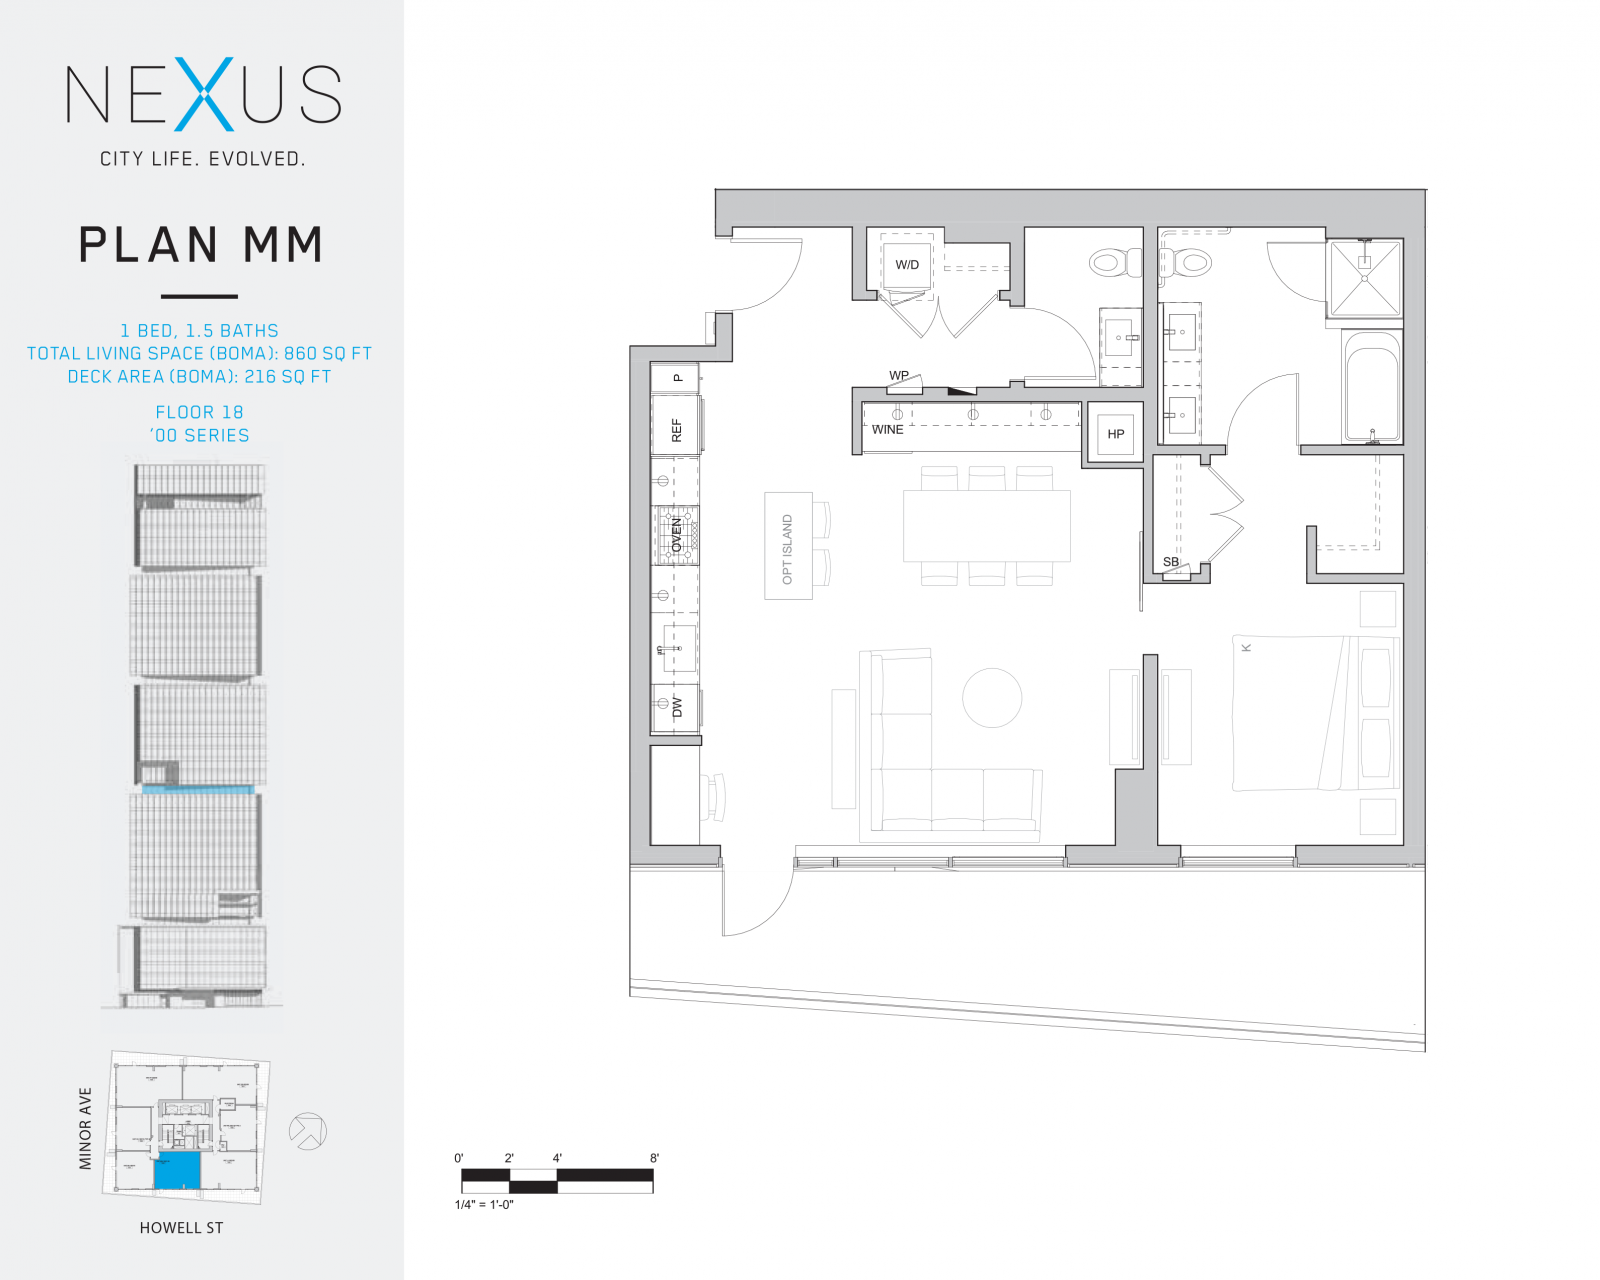 NEXUS
CITY LIFE. EVOLVED.
PLAN MM
1 BED, 1.5 BATHS
TOTAL LIVING SPACE (BOMA): 860 SQ FT
DECK AREA (BOMA): 216 SQ FT
FLOOR 18
'00 SERIES
MINOR AVE
HOWELL ST
W/D
WP
P
REF
WINE
HP
OVEN
OPT ISLAND
SB
K
DW
0' 2' 4' 8'
1/4" = 1'-0"